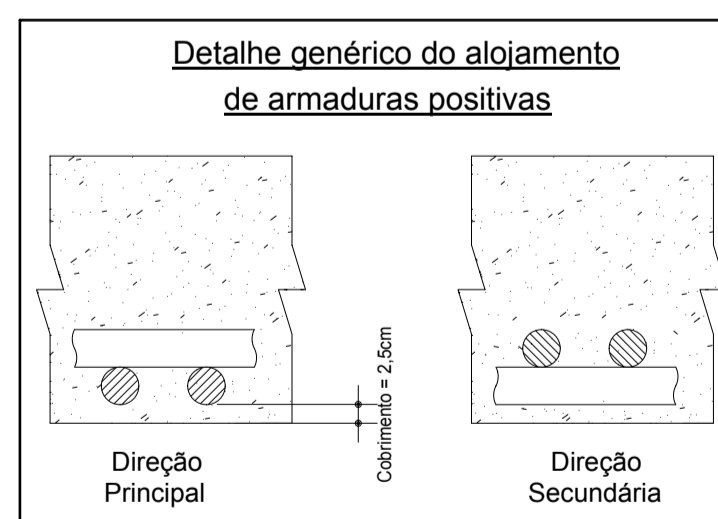 Detalhe genérico do alojamento
de armaduras positivas
Cobrimento = 2,5cm
Direção
Principal
Direção
Secundária